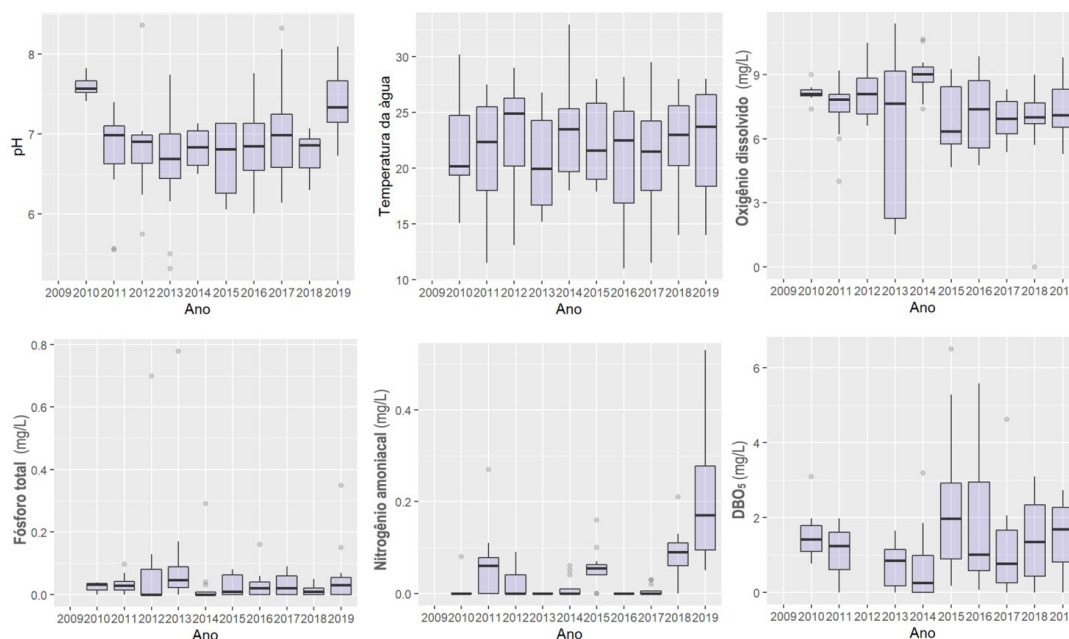 pH
8
7
6
2009 2010 2011 2012 2013 2014 2015 2016 2017 2018 2019
Ano
Temperatura da água
30
25
20
15
10
2009 2010 2011 2012 2013 2014 2015 2016 2017 2018 2019
Ano
Oxigênio dissolvido (mg/L)
9
6
3
0
2009 2010 2011 2012 2013 2014 2015 2016 2017 2018 201
Ano
Fósforo total (mg/L)
0.8
0.6
0.4
0.2
0.0
2009 2010 2011 2012 2013 2014 2015 2016 2017 2018 2019
Ano
Nitrogênio amoniacal (mg/L)
0.4
0.2
0.0
2009 2010 2011 2012 2013 2014 2015 2016 2017 2018 2019
Ano
DBO₅ (mg/L)
6
4
2
0
2009 2010 2011 2012 2013 2014 2015 2016 2017 2018 2019
Ano